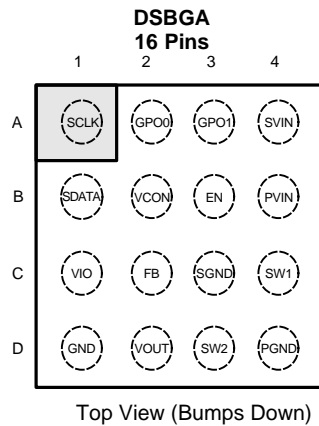 DSBGA
16 Pins
1 2 3 4
A SCLK GPO0 GPO1 SVIN
B SDATA VCON EN PVIN
C VIO FB SGND SW1
D GND VOUT SW2 PGND
Top View (Bumps Down)